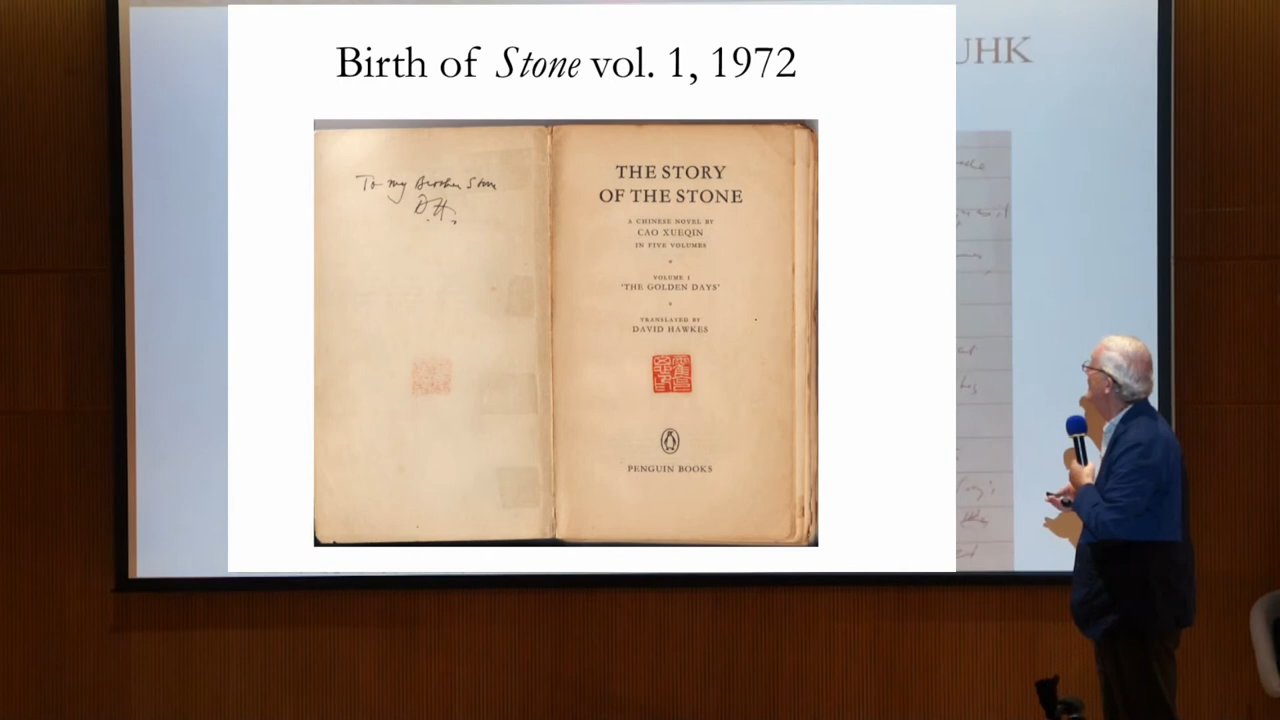 Birth of Stone vol. 1, 1972
UHK
To my Brother Stone
D.H.
THE STORY
OF THE STONE
A CHINESE NOVEL BY
CAO XUEQIN
IN FIVE VOLUMES
VOLUME 1
'THE GOLDEN DAYS'
TRANSLATED BY
DAVID HAWKES
PENGUIN BOOKS